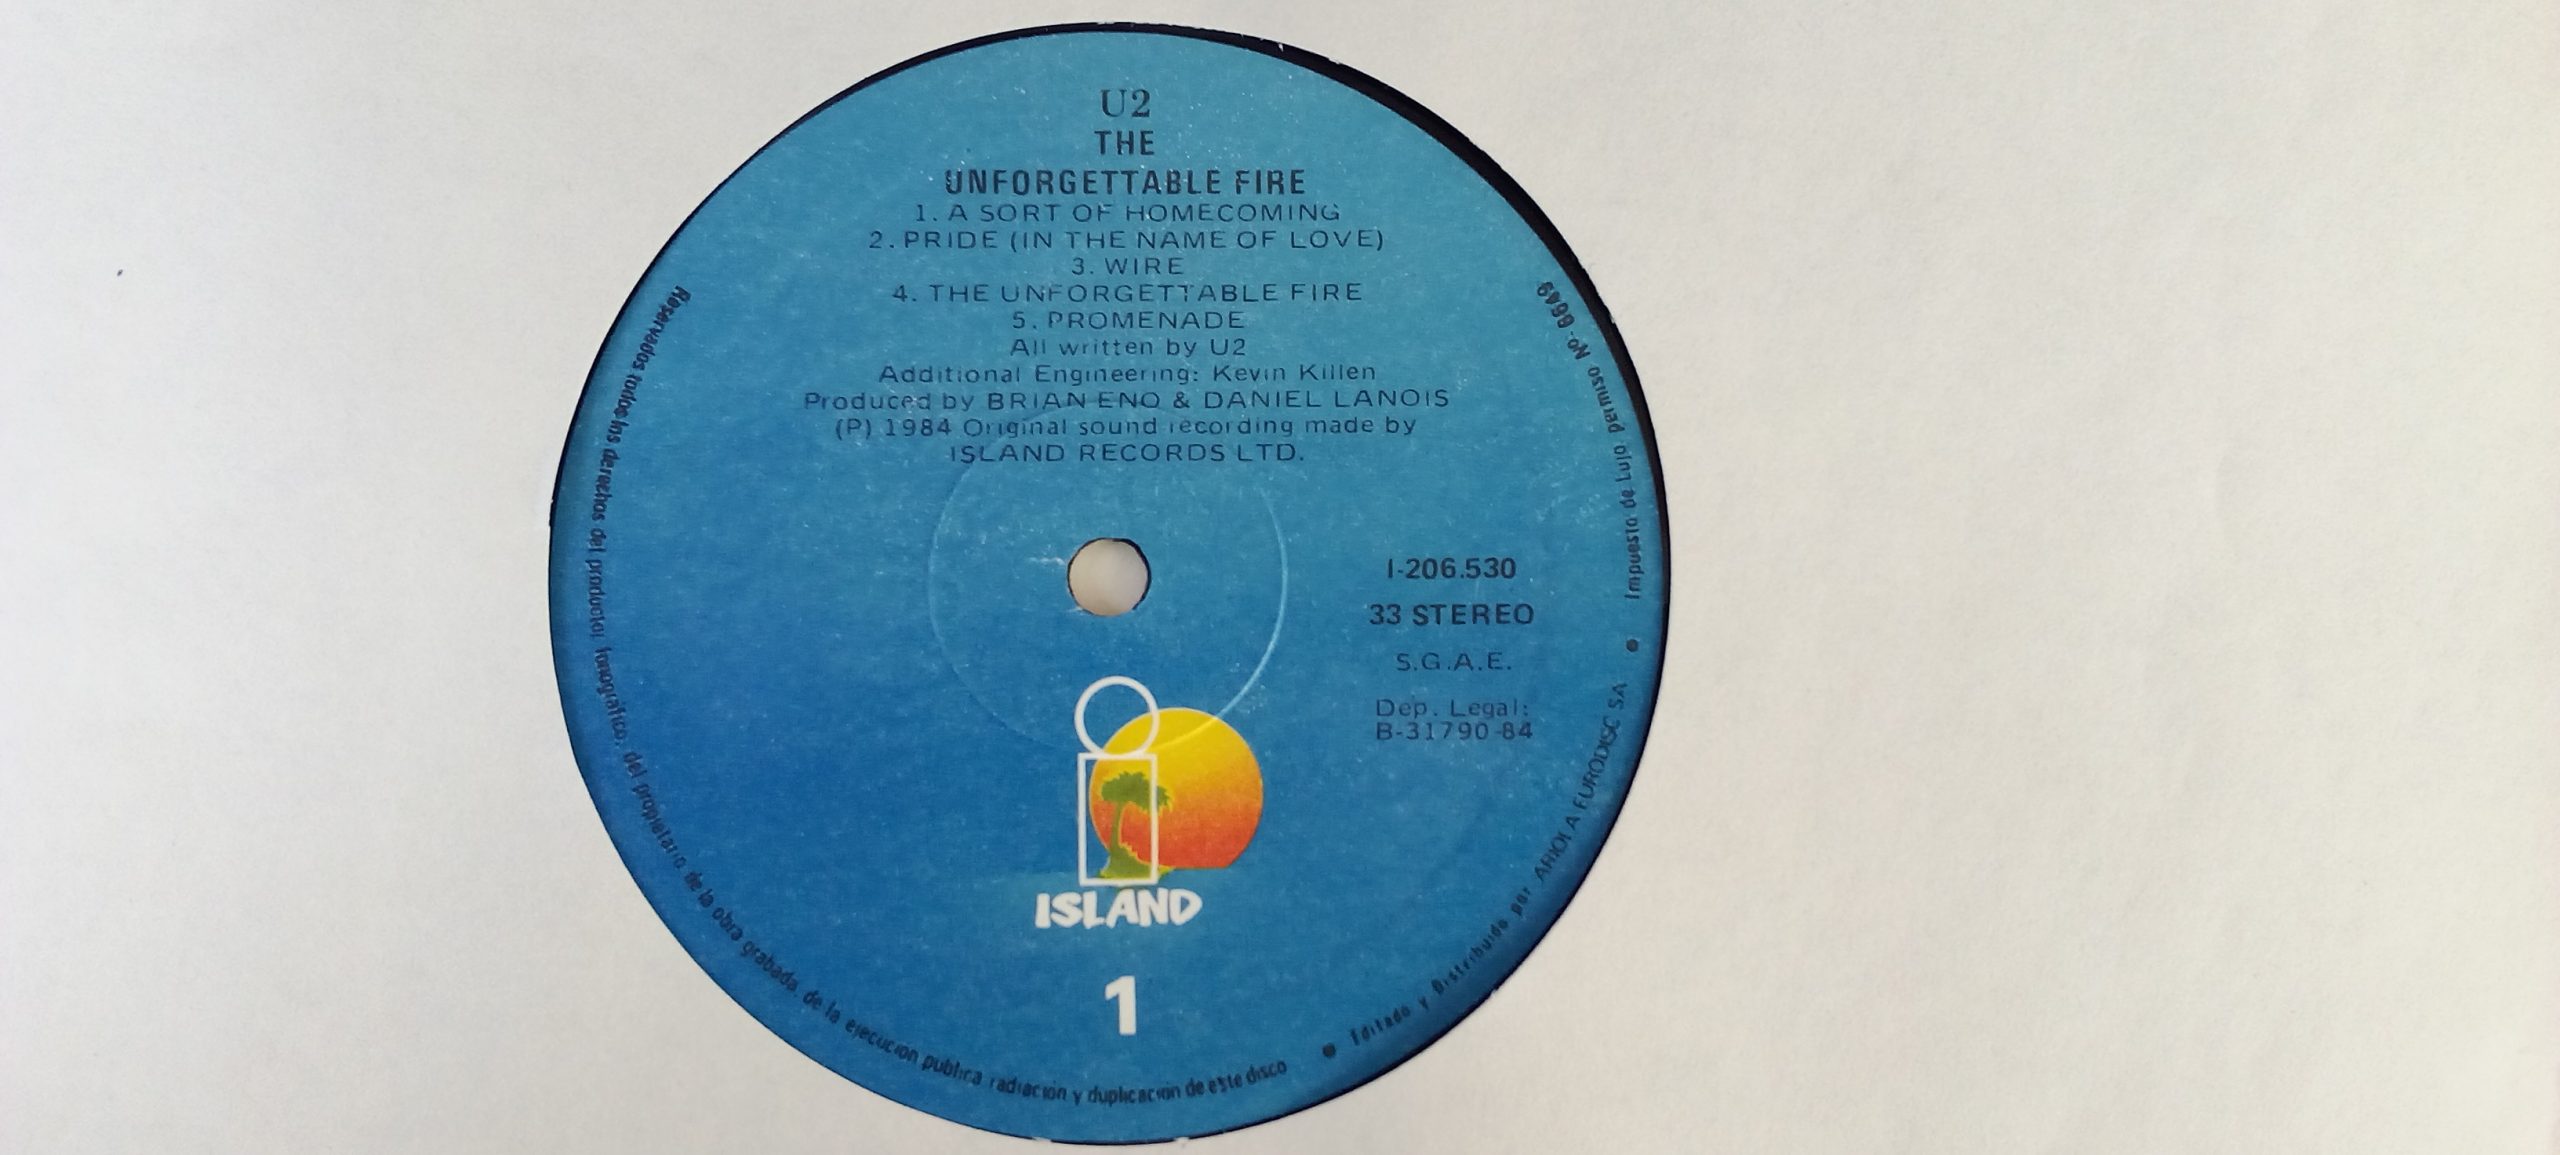 U2
THE
UNFORGETTABLE FIRE
1. A SORT OF HOMECOMING
2. PRIDE (IN THE NAME OF LOVE)
3. WIRE
4. THE UNFORGETTABLE FIRE
5. PROMENADE
All written by U2
Additional Engineering: Kevin Killen
Produced by BRIAN ENO & DANIEL LANOIS
(P) 1984 Original sound recording made by
ISLAND RECORDS LTD.
I-206.530
33 STEREO
S.G.A.E.
Dep. Legal:
B-31790-84
ISLAND
1
Reservados todos los derechos del productor fonográfico, del propietario de la obra grabada, de la ejecución publica radiación y duplicación de este disco
● Editado y Distribuido por ARIOLA EURODISC S.A ● Impuesto de Lujo permiso No. 6649